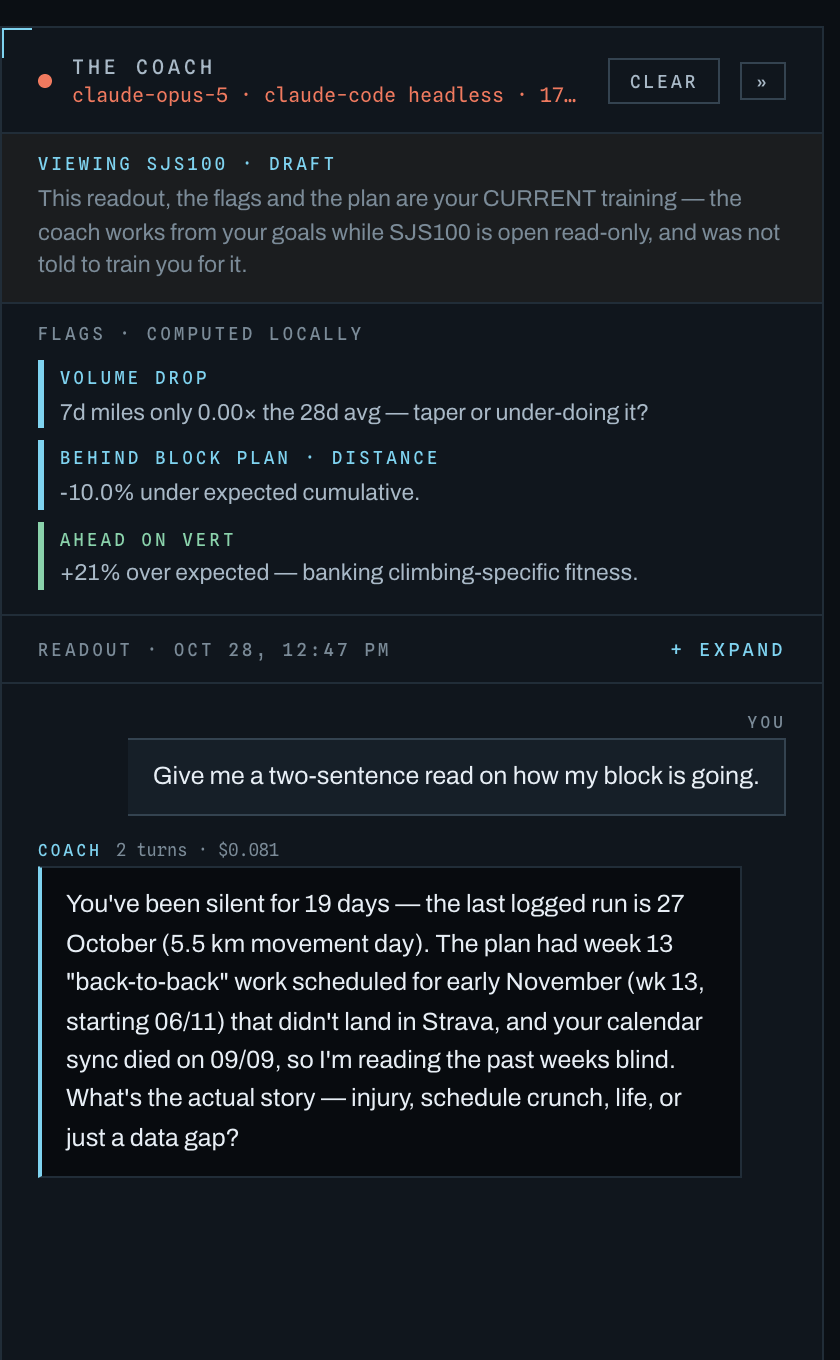 THE COACH
claude-opus-5 · claude-code headless · 17…
CLEAR
»
VIEWING SJS100 · DRAFT
This readout, the flags and the plan are your CURRENT training — the
coach works from your goals while SJS100 is open read-only, and was not
told to train you for it.
FLAGS · COMPUTED LOCALLY
VOLUME DROP
7d miles only 0.00× the 28d avg — taper or under-doing it?
BEHIND BLOCK PLAN · DISTANCE
-10.0% under expected cumulative.
AHEAD ON VERT
+21% over expected — banking climbing-specific fitness.
READOUT · OCT 28, 12:47 PM
+ EXPAND
YOU
Give me a two-sentence read on how my block is going.
COACH 2 turns · $0.081
You've been silent for 19 days — the last logged run is 27
October (5.5 km movement day). The plan had week 13
"back-to-back" work scheduled for early November (wk 13,
starting 06/11) that didn't land in Strava, and your calendar
sync died on 09/09, so I'm reading the past weeks blind.
What's the actual story — injury, schedule crunch, life, or
just a data gap?